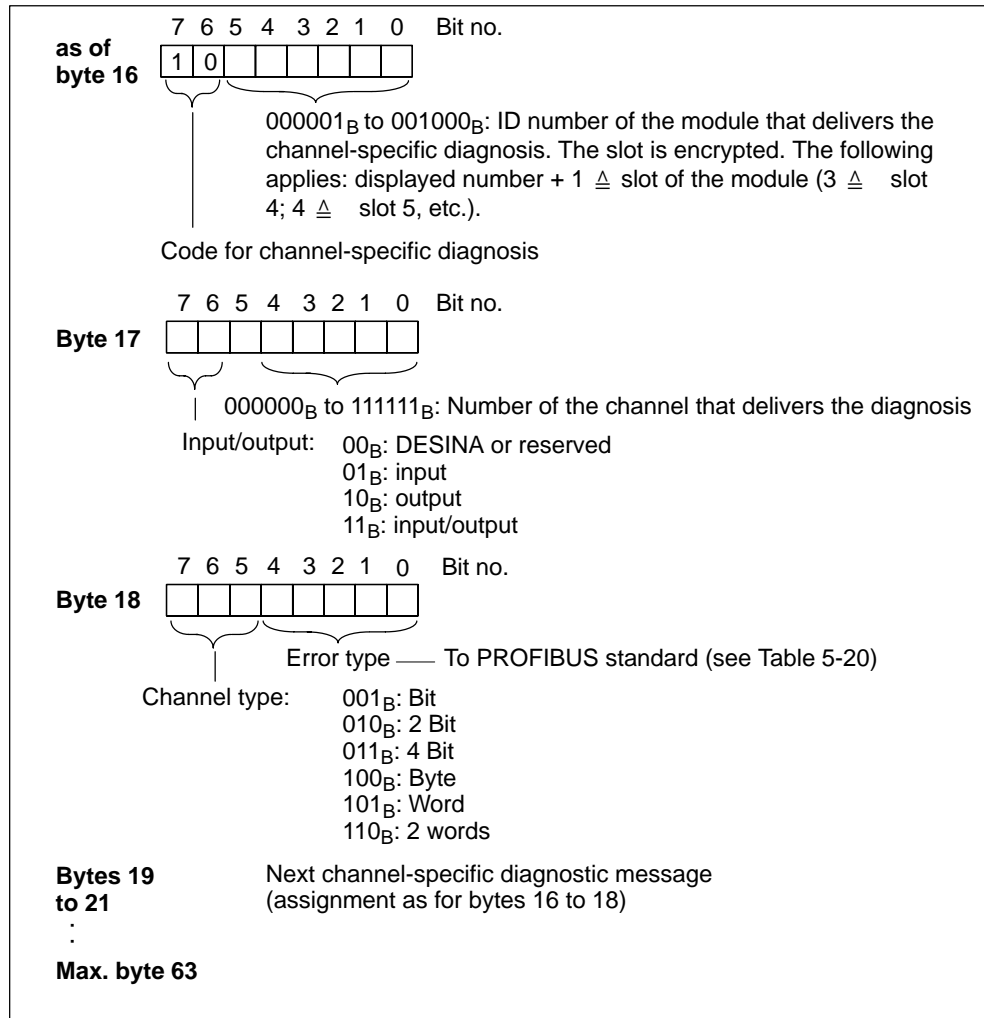 7 6 5 4 3 2 1 0 Bit no.
as of
byte 16
1 0
000001B to 001000B: ID number of the module that delivers the
channel-specific diagnosis. The slot is encrypted. The following
applies: displayed number + 1 ≙ slot of the module (3 ≙ slot
4; 4 ≙ slot 5, etc.).
Code for channel-specific diagnosis
7 6 5 4 3 2 1 0 Bit no.
Byte 17
000000B to 111111B: Number of the channel that delivers the diagnosis
Input/output: 00B: DESINA or reserved
01B: input
10B: output
11B: input/output
7 6 5 4 3 2 1 0 Bit no.
Byte 18
Error type To PROFIBUS standard (see Table 5-20)
Channel type: 001B: Bit
010B: 2 Bit
011B: 4 Bit
100B: Byte
101B: Word
110B: 2 words
Bytes 19 Next channel-specific diagnostic message
to 21 (assignment as for bytes 16 to 18)
:
Max. byte 63